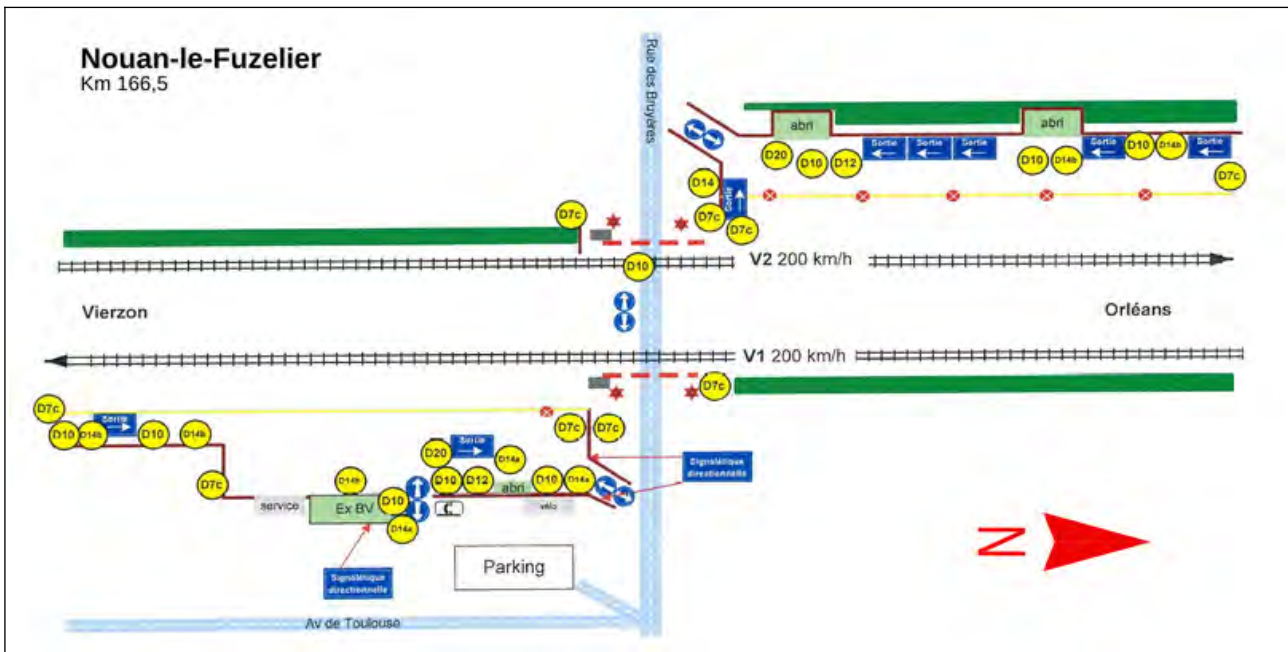 Nouan-le-Fuzelier
Km 166,5
Rue des Bruyères
abri
abri
D20
D10
D12
Sortie
Sortie
Sortie
D10
D14b
Sortie
D10
D14b
Sortie
D7c
D14
Sortie
D7c
D7c
D7c
D10
V2 200 km/h
Vierzon
Orléans
V1 200 km/h
D7c
D7c
D10
D14b
Sortie
D10
D14b
D7c
D7c
D7c
D20
Sortie
D14a
Signalétique
directionnelle
D7c
D14b
D10
D12
abri
D10
D14a
service
Ex BV
D10
D14a
C
vélo
Signalétique
directionnelle
Parking
N
Av de Toulouse